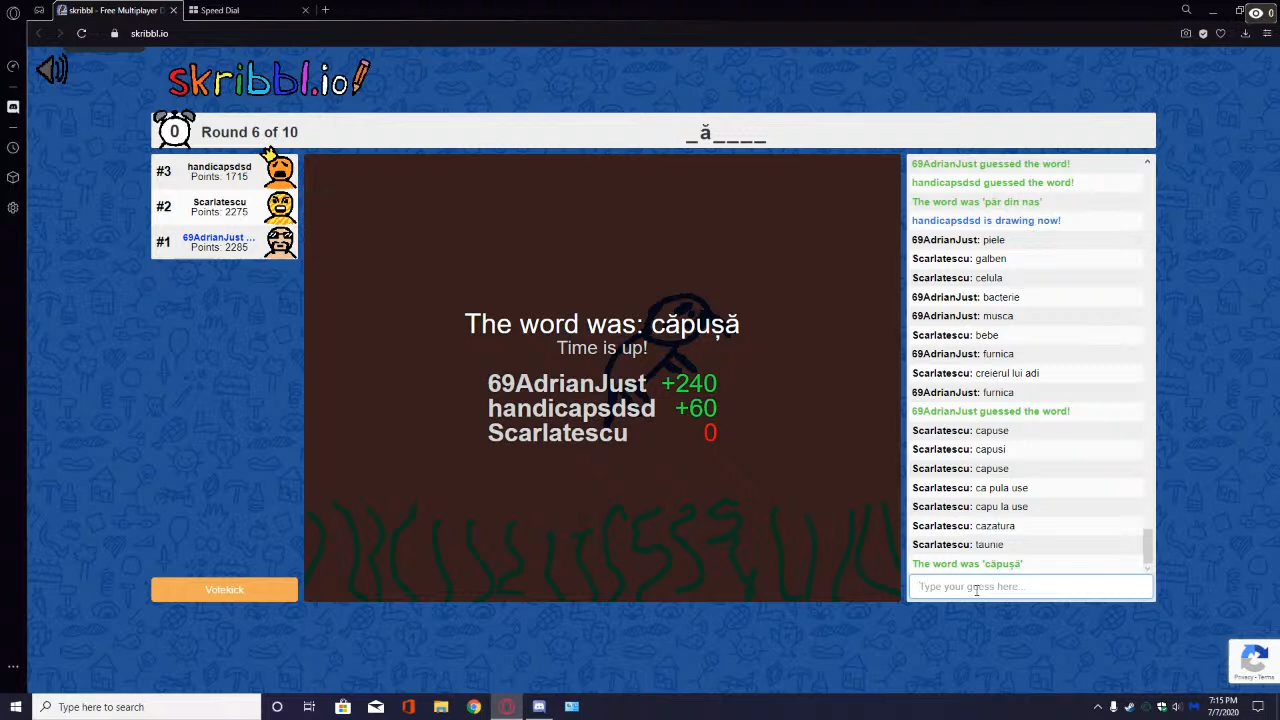 skribbl - Free Multiplayer D
Speed Dial
0
skribbl.io
skribbl.io
0
Round 6 of 10
_ă____
#3
handicapsdsd
Points: 1715
#2
Scarlatescu
Points: 2275
#1
69AdrianJust ...
Points: 2285
Votekick
The word was: căpușă
Time is up!
69AdrianJust +240
handicapsdsd +60
Scarlatescu 0
69AdrianJust guessed the word!
handicapsdsd guessed the word!
The word was 'păr din nas'
handicapsdsd is drawing now!
69AdrianJust: piele
Scarlatescu: galben
Scarlatescu: celula
69AdrianJust: bacterie
69AdrianJust: musca
Scarlatescu: bebe
69AdrianJust: furnica
Scarlatescu: creierul lui adi
69AdrianJust: furnica
69AdrianJust guessed the word!
Scarlatescu: capuse
Scarlatescu: capusi
Scarlatescu: capuse
Scarlatescu: ca pula use
Scarlatescu: capu la use
Scarlatescu: cazatura
Scarlatescu: taunie
The word was 'căpușă'
Type your guess here...
Privacy - Terms
Type here to search
7:15 PM
7/7/2020